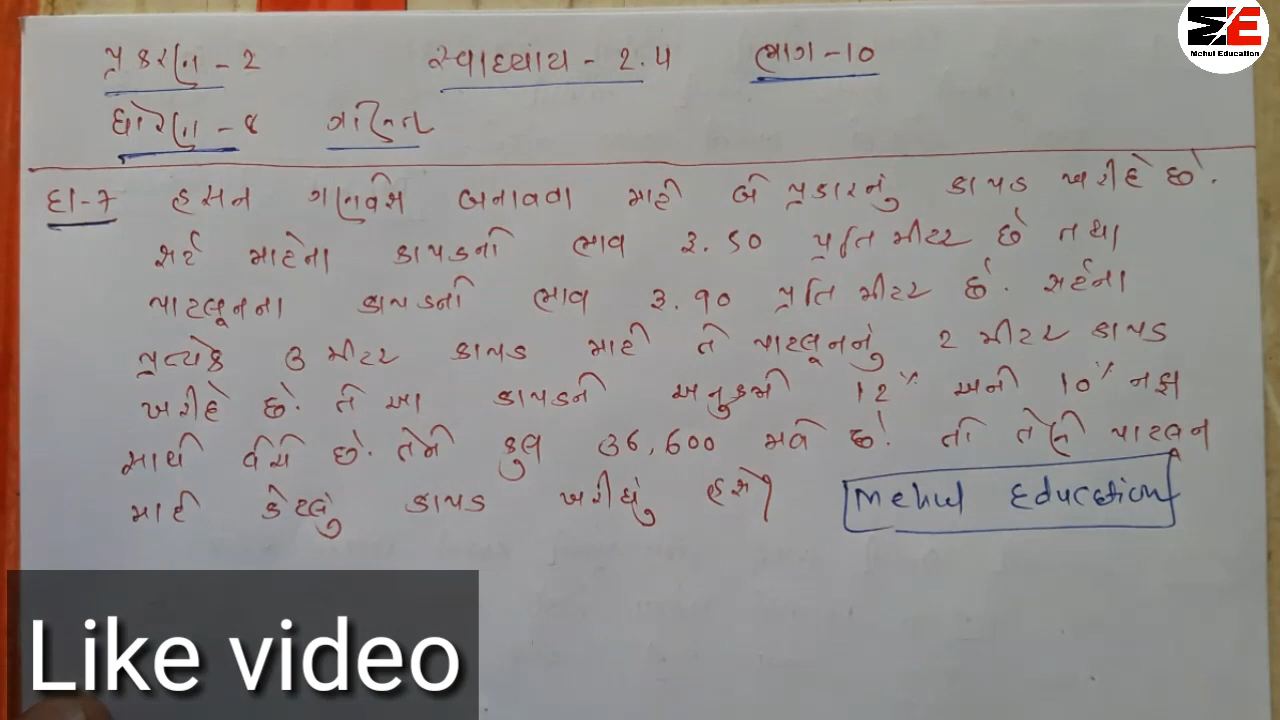 Mehul Education
પ્રકરણ - 2 સ્વાધ્યાય - 2.4 ભાગ - 10
ધોરણ - 8 ગણિત
દા-7 હસન ગણવેશ બનાવવા માટે બે પ્રકારનું કાપડ ખરીદે છે.
શર્ટ માટેના કાપડનો ભાવ રૂ. 50 પ્રતિ મીટર છે તથા
પાટલૂનના કાપડનો ભાવ રૂ. 90 પ્રતિ મીટર છે. શર્ટના
પ્રત્યેક 3 મીટર કાપડ માટે તે પાટલૂનનું 2 મીટર કાપડ
ખરીદે છે. તે આ કાપડને અનુક્રમે 12% અને 10% નફા
સાથે વેચે છે. તેને કુલ 36,600 મળે છે. તો તેણે પાટલૂન
માટે કેટલું કાપડ ખરીદ્યું હશે?
Mehul Education
Like video